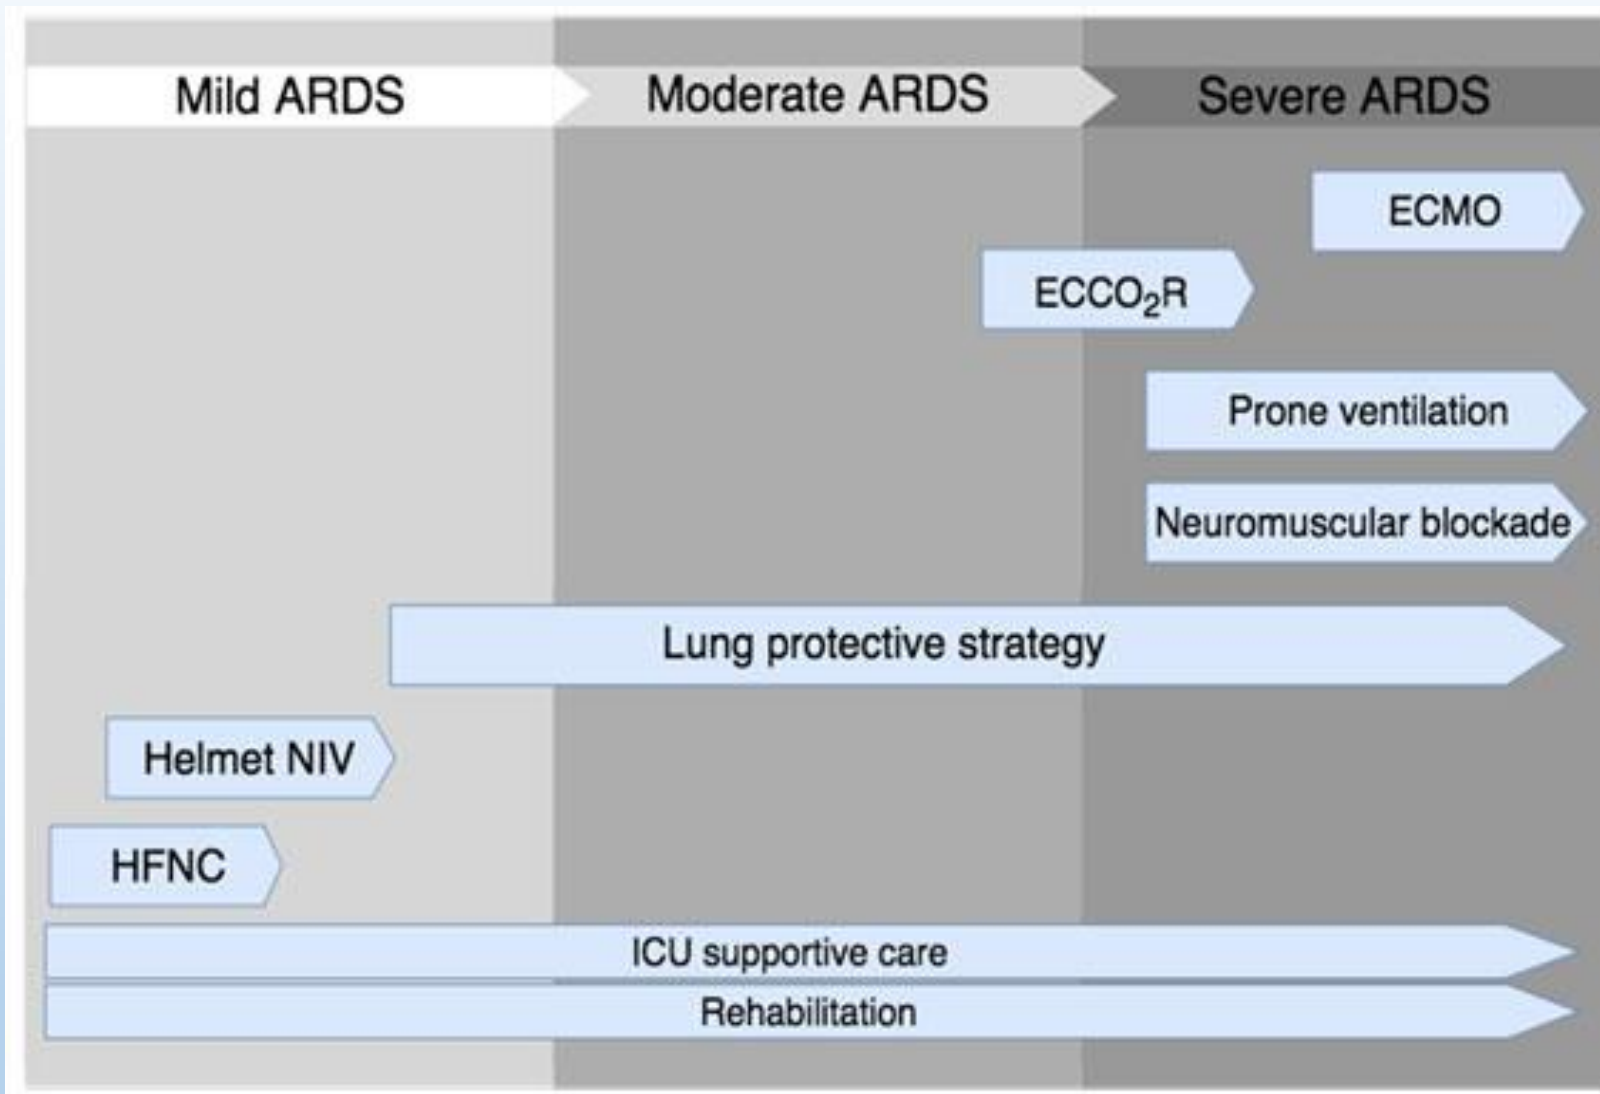 Mild ARDS
Moderate ARDS
Severe ARDS
ECMO
ECCO₂R
Prone ventilation
Neuromuscular blockade
Lung protective strategy
Helmet NIV
HFNC
ICU supportive care
Rehabilitation